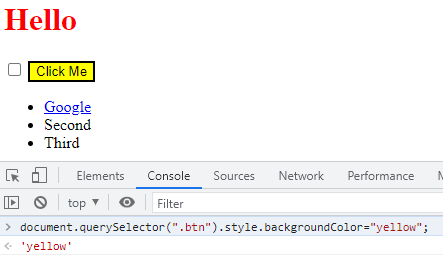 Hello
Click Me
Google
Second
Third
Elements Console Sources Network Performance
top Filter
document.querySelector(".btn").style.backgroundColor="yellow";
'yellow'